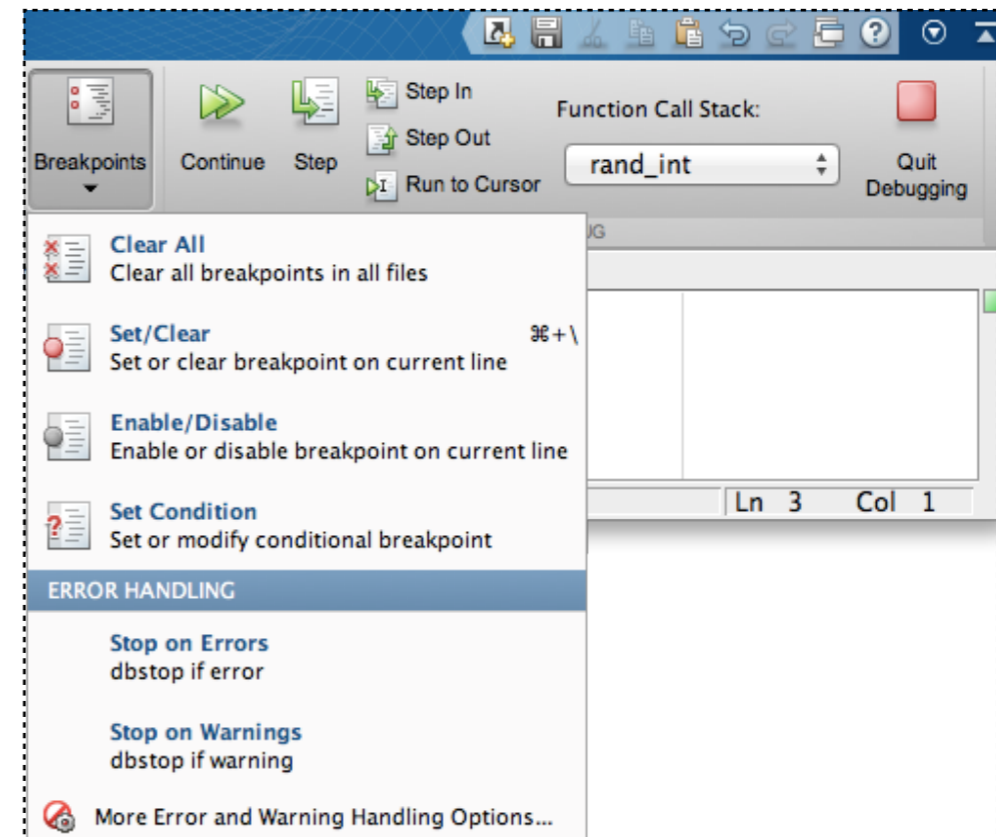 Breakpoints
Continue
Step
Step In
Step Out
Run to Cursor
Function Call Stack:
rand_int
Quit
Debugging
Clear All
Clear all breakpoints in all files
Set/Clear ⌘+\
Set or clear breakpoint on current line
Enable/Disable
Enable or disable breakpoint on current line
Set Condition
Set or modify conditional breakpoint
Ln 3 Col 1
ERROR HANDLING
Stop on Errors
dbstop if error
Stop on Warnings
dbstop if warning
More Error and Warning Handling Options...